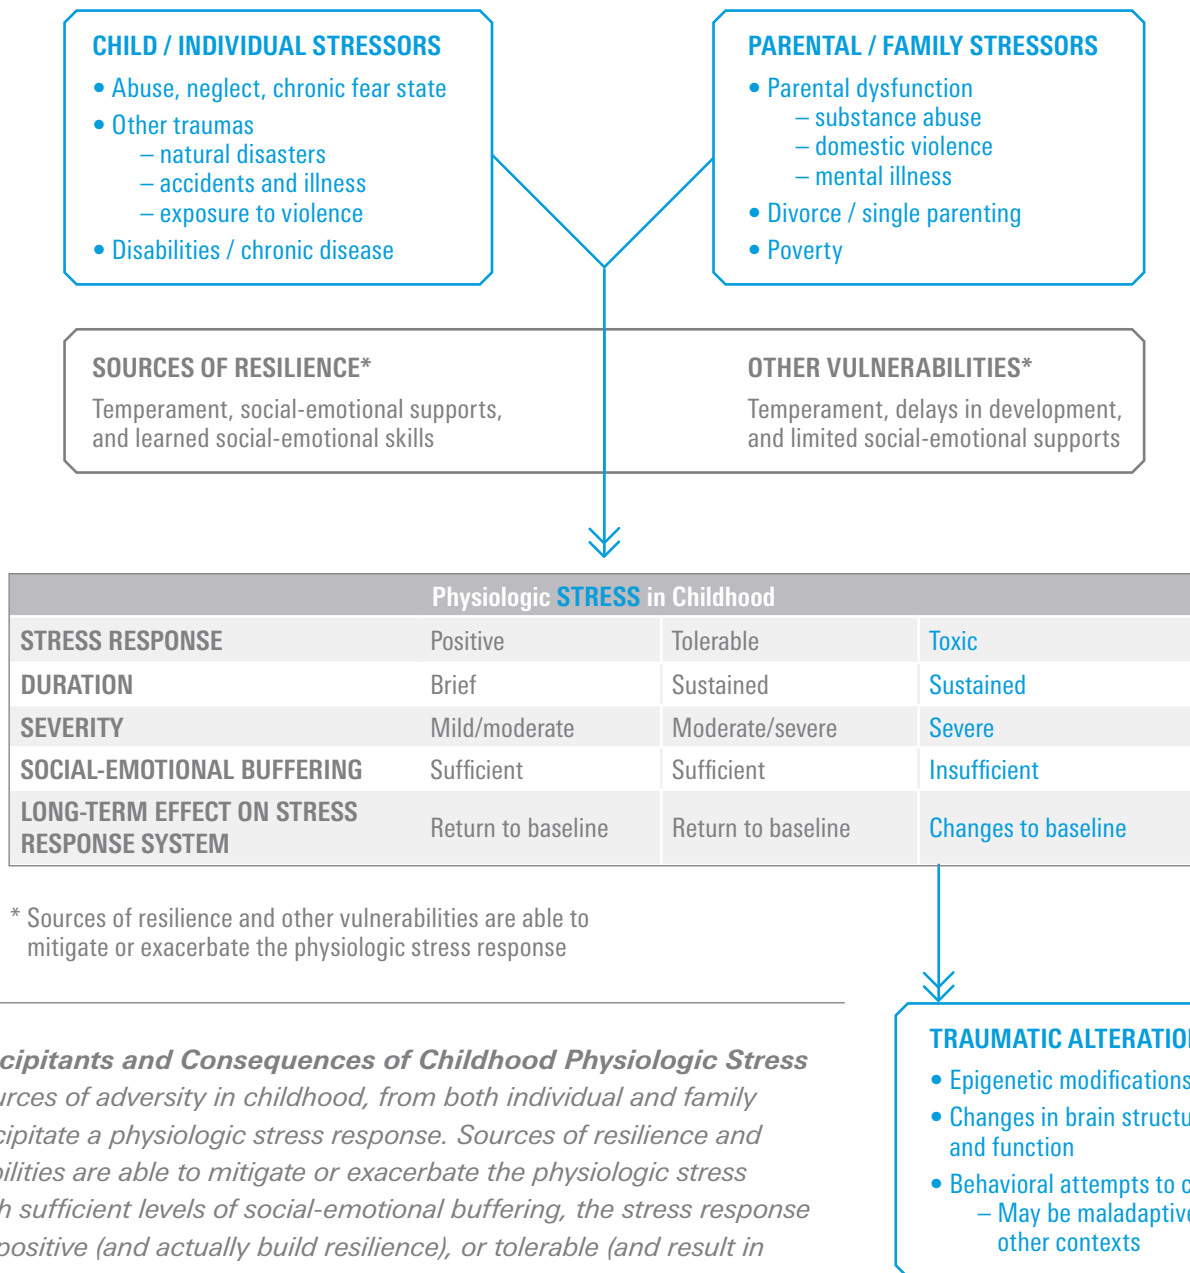 CHILD / INDIVIDUAL STRESSORS
• Abuse, neglect, chronic fear state
• Other traumas
– natural disasters
– accidents and illness
– exposure to violence
• Disabilities / chronic disease
PARENTAL / FAMILY STRESSORS
• Parental dysfunction
– substance abuse
– domestic violence
– mental illness
• Divorce / single parenting
• Poverty
SOURCES OF RESILIENCE*
Temperament, social-emotional supports,
and learned social-emotional skills
OTHER VULNERABILITIES*
Temperament, delays in development,
and limited social-emotional supports
Physiologic STRESS in Childhood
STRESS RESPONSE Positive Tolerable Toxic
DURATION Brief Sustained Sustained
SEVERITY Mild/moderate Moderate/severe Severe
SOCIAL-EMOTIONAL BUFFERING Sufficient Sufficient Insufficient
LONG-TERM EFFECT ON STRESS
RESPONSE SYSTEM Return to baseline Return to baseline Changes to baseline
* Sources of resilience and other vulnerabilities are able to
mitigate or exacerbate the physiologic stress response
cipitants and Consequences of Childhood Physiologic Stress
urces of adversity in childhood, from both individual and family
cipitate a physiologic stress response. Sources of resilience and
bilities are able to mitigate or exacerbate the physiologic stress
h sufficient levels of social-emotional buffering, the stress response
positive (and actually build resilience), or tolerable (and result in
TRAUMATIC ALTERATIO
• Epigenetic modifications
• Changes in brain structu
and function
• Behavioral attempts to c
– May be maladaptive
other contexts